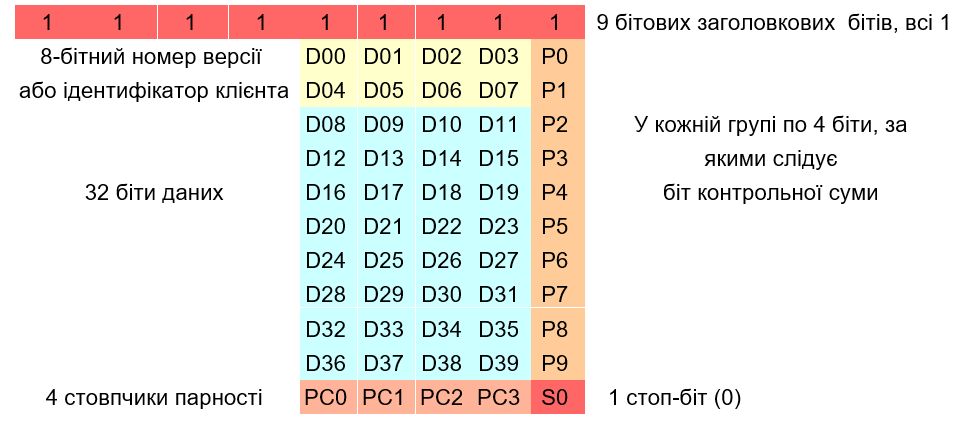 1 1 1 1 1 1 1 1 1 9 бітових заголовкових бітів, всі 1
8-бітний номер версії D00 D01 D02 D03 P0
або ідентифікатор клієнта D04 D05 D06 D07 P1
D08 D09 D10 D11 P2 У кожній групі по 4 біти, за
D12 D13 D14 D15 P3 якими слідує
32 біти даних D16 D17 D18 D19 P4 біт контрольної суми
D20 D21 D22 D23 P5
D24 D25 D26 D27 P6
D28 D29 D30 D31 P7
D32 D33 D34 D35 P8
D36 D37 D38 D39 P9
4 стовпчики парності PC0 PC1 PC2 PC3 S0 1 стоп-біт (0)